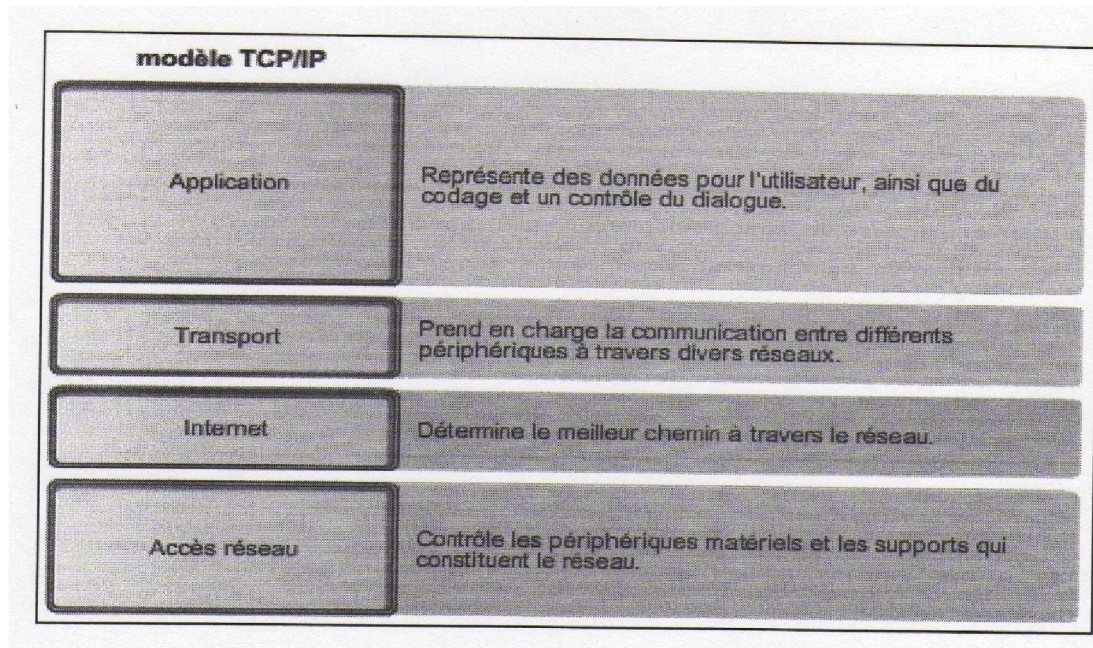 modèle TCP/IP
Application
Représente des données pour l'utilisateur, ainsi que du
codage et un contrôle du dialogue.
Transport
Prend en charge la communication entre différents
périphériques à travers divers réseaux.
Internet
Détermine le meilleur chemin à travers le réseau.
Accès réseau
Contrôle les périphériques matériels et les supports qui
constituent le réseau.